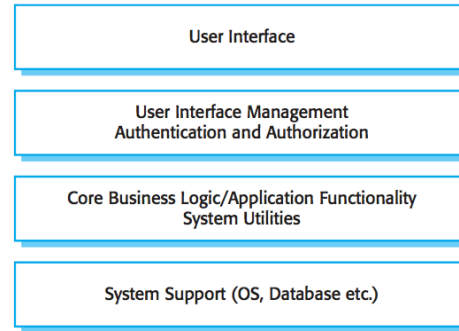 User Interface
User Interface Management
Authentication and Authorization
Core Business Logic/Application Functionality
System Utilities
System Support (OS, Database etc.)